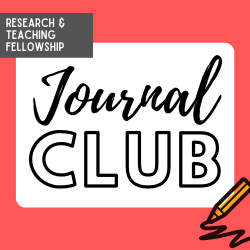 RESEARCH &
TEACHING
FELLOWSHIP
Journal
CLUB